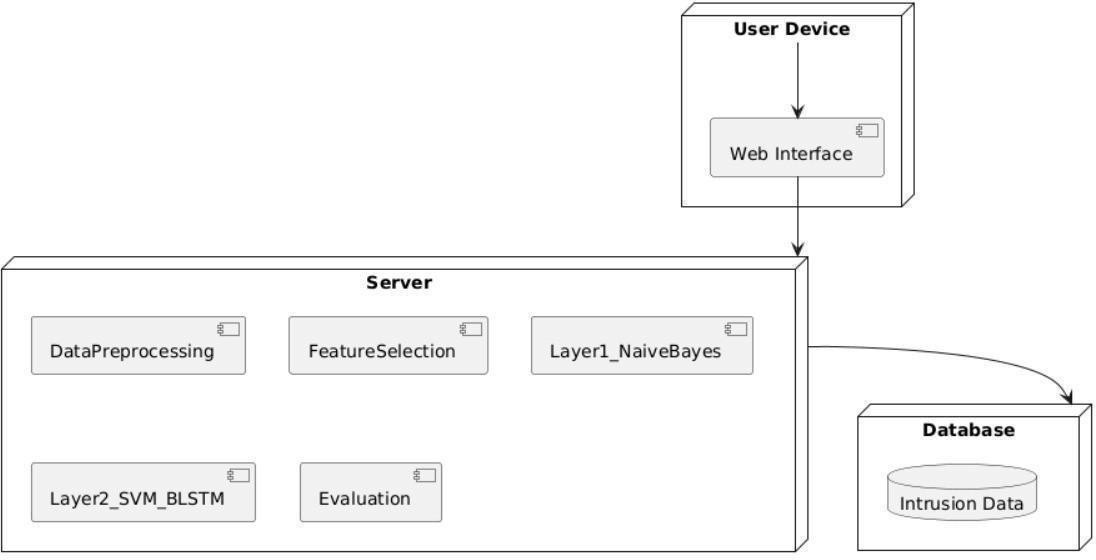 User Device
Web Interface
Server
DataPreprocessing
FeatureSelection
Layer1_NaiveBayes
Layer2_SVM_BLSTM
Evaluation
Database
Intrusion Data